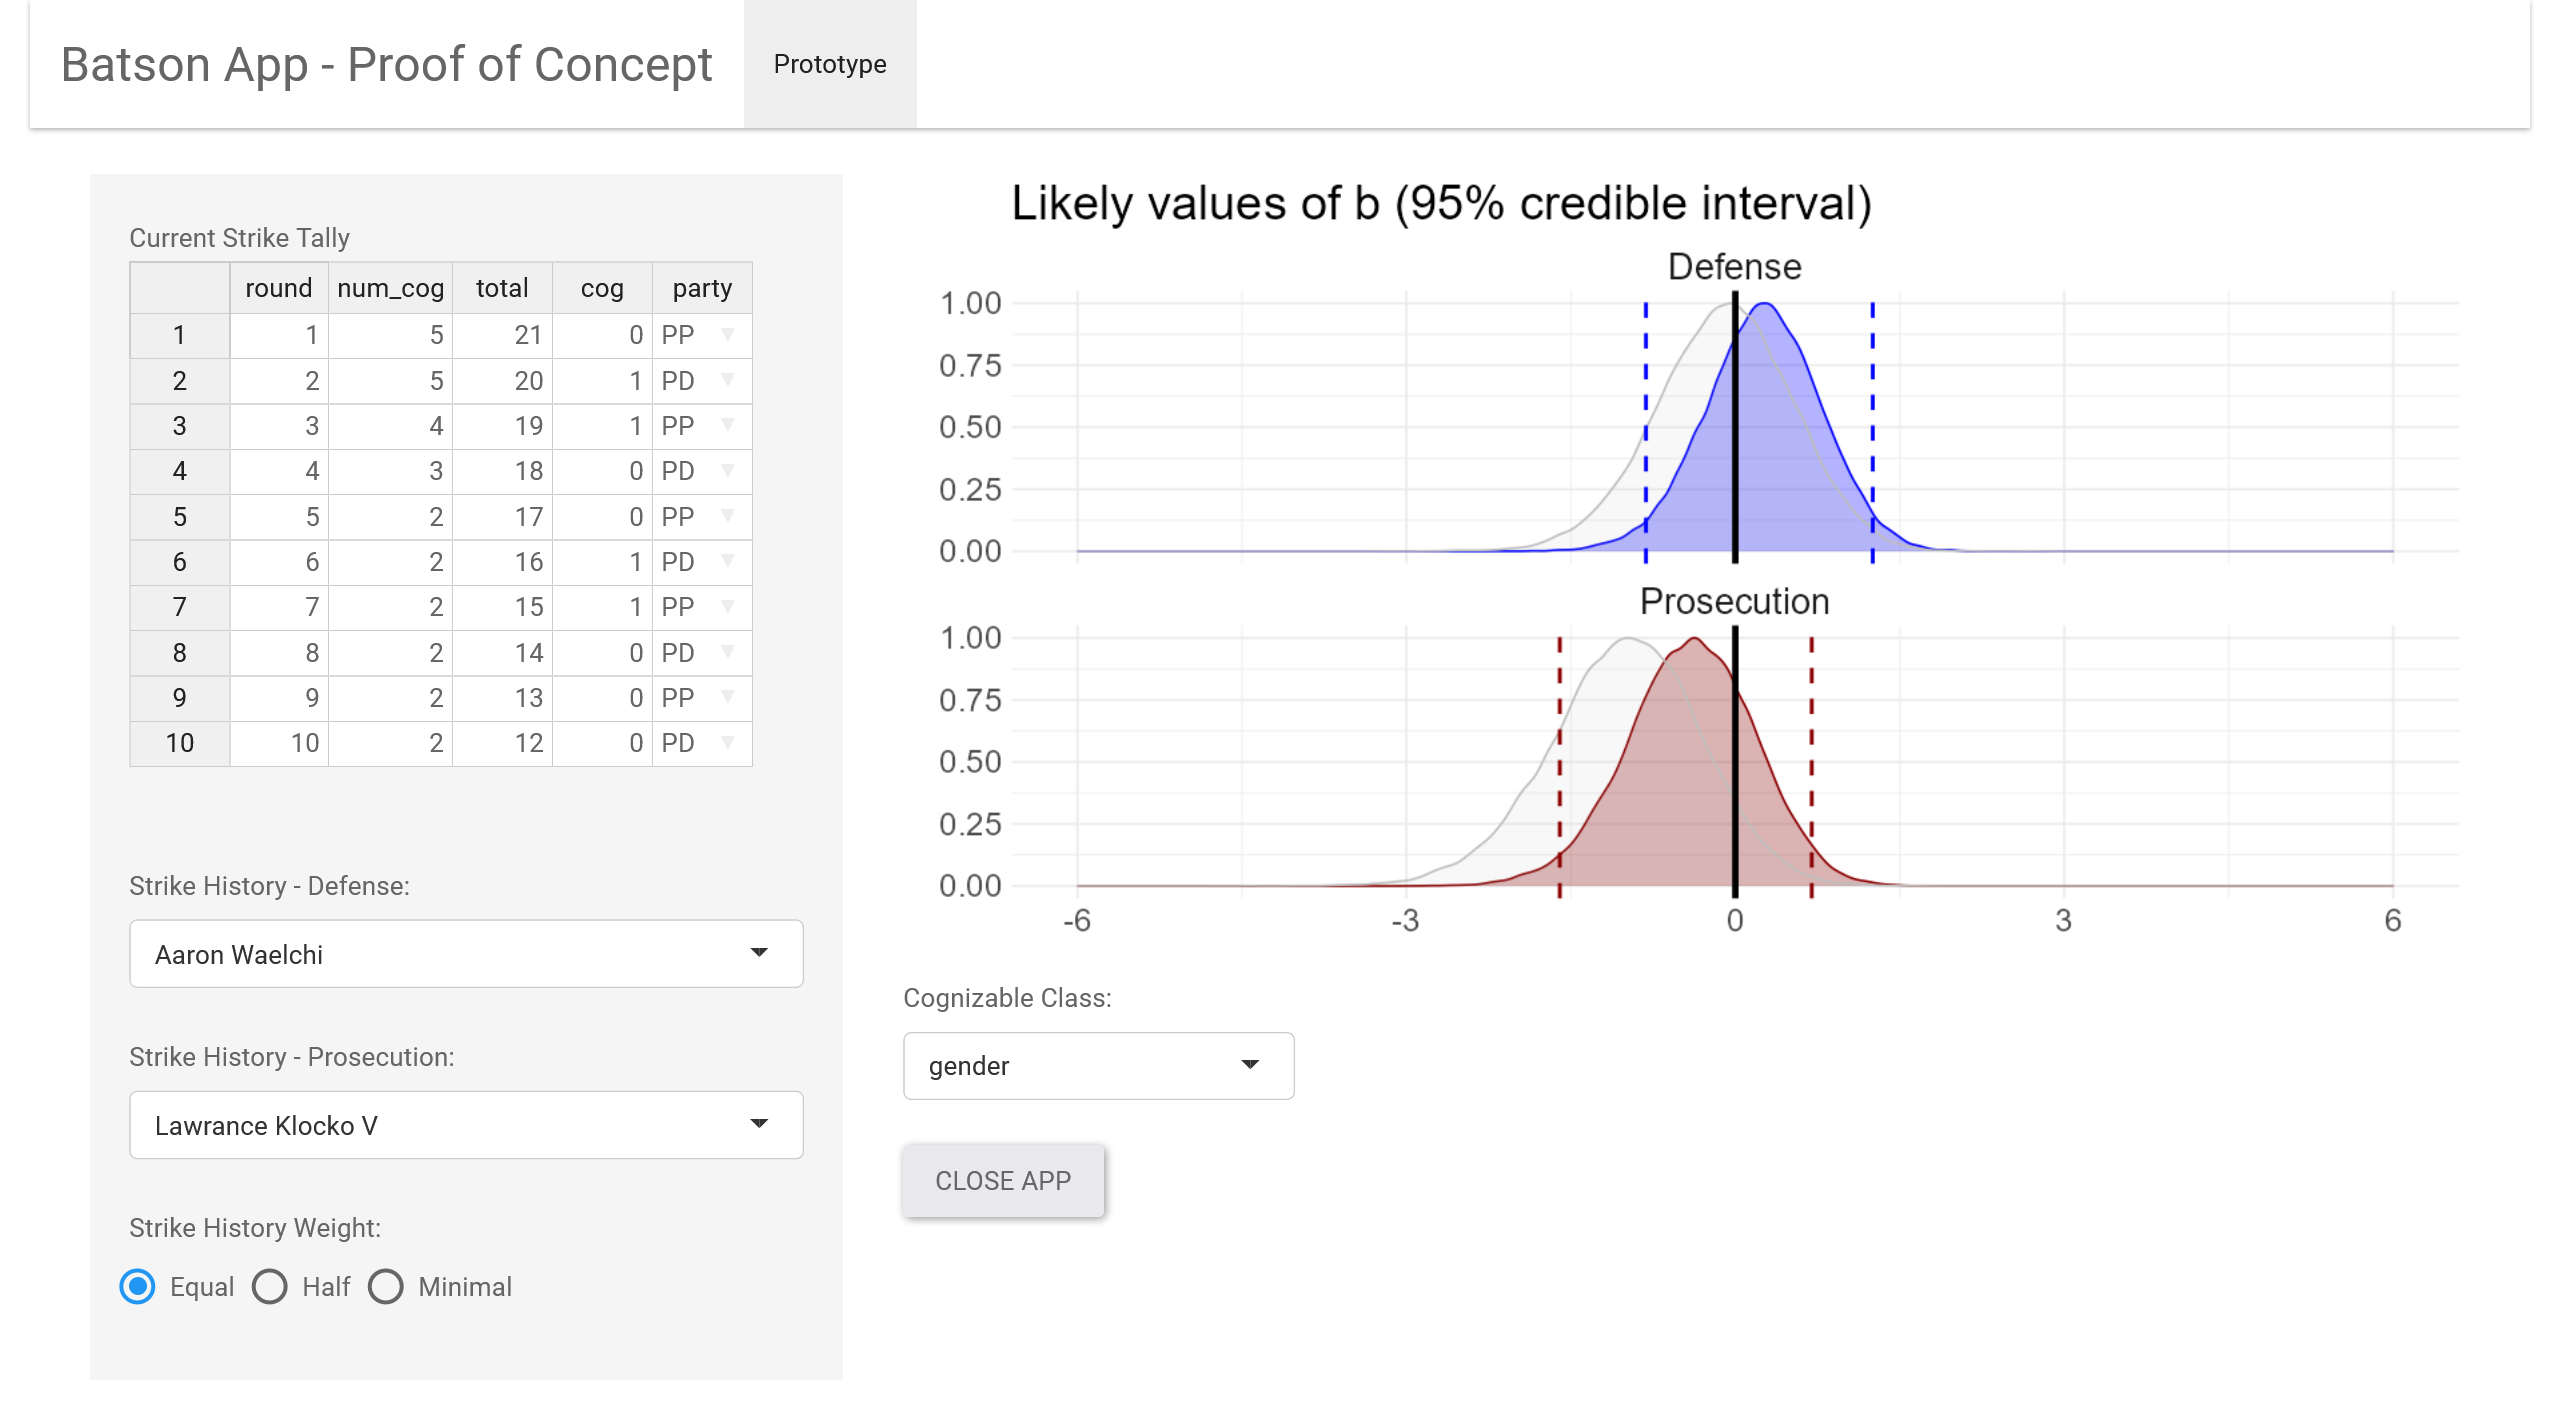 Batson App - Proof of Concept
Prototype
Current Strike Tally
round num_cog total cog party
1 1 5 21 0 PP
2 2 5 20 1 PD
3 3 4 19 1 PP
4 4 3 18 0 PD
5 5 2 17 0 PP
6 6 2 16 1 PD
7 7 2 15 1 PP
8 8 2 14 0 PD
9 9 2 13 0 PP
10 10 2 12 0 PD
Strike History - Defense:
Aaron Waelchi
Strike History - Prosecution:
Lawrance Klocko V
Strike History Weight:
Equal Half Minimal
Likely values of b (95% credible interval)
Defense
1.00
0.75
0.50
0.25
0.00
Prosecution
1.00
0.75
0.50
0.25
0.00
-6 -3 0 3 6
Cognizable Class:
gender
CLOSE APP